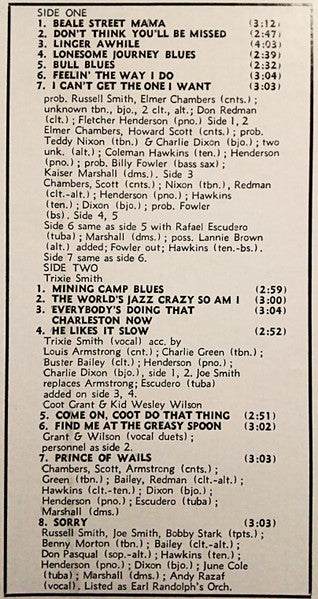 SIDE ONE
1. BEALE STREET MAMA (3:12)
2. DON'T THINK YOU'LL BE MISSED (2:47)
3. LINGER AWHILE (4:03)
4. LONESOME JOURNEY BLUES (2:39)
5. BULL BLUES (2:32)
6. FEELIN' THE WAY I DO (3:04)
7. I CAN'T GET THE ONE I WANT (3:03)
prob. Russell Smith, Elmer Chambers (cnts.) ;
unknown tbn., bjo., 2 clt., alt.; Don Redman
(clt.) ; Fletcher Henderson (pno.) Side 1, 2
Elmer Chambers, Howard Scott (cnts.) ; prob.
Teddy Nixon (tbn.) & Charlie Dixon (bjo.) ; two
unk. (alt.) ; Coleman Hawkins (ten.) ; Henderson
(pno.) ; prob. Billy Fowler (bass sax) ;
Kaiser Marshall (dms.). Side 3
Chambers, Scott (cnts.) ; Nixon (tbn.), Redman
(clt.-alt.) ; Henderson (pno.) ; Hawkins
(ten.) ; Dixon (bjo.) ; prob. Fowler
(bs) . Side 4, 5
Side 6 same as side 5 with Rafael Escudero
(tuba) ; Marshall (dms.) ; poss. Lannie Brown
(alt.) added; Fowler out; Hawkins (ten.-bs.) .
Side 7 same as side 6.
SIDE TWO
Trixie Smith
1. MINING CAMP BLUES (2:59)
2. THE WORLD'S JAZZ CRAZY SO AM I (3:00)
3. EVERYBODY'S DOING THAT (3:04)
CHARLESTON NOW
4. HE LIKES IT SLOW (2:52)
Trixie Smith (vocal) acc. by
Louis Armstrong (cnt.) ; Charlie Green (tbn.) ;
Buster Bailey (clt.) ; Henderson (pno.) ;
Charlie Dixon (bjo.) , side 1, 2. Joe Smith
replaces Armstrong; Escudero (tuba)
added on side 3, 4.
Coot Grant & Kid Wesley Wilson
5. COME ON, COOT DO THAT THING (2:51)
6. FIND ME AT THE GREASY SPOON (3:02)
Grant & Wilson (vocal duets) ;
personnel as side 2.
7. PRINCE OF WAILS (3:03)
Chambers, Scott, Armstrong (cnts.) ;
Green (tbn.) ; Bailey, Redman (clt.-alt.) ;
Hawkins (clt.-ten.) ; Dixon (bjo.) ;
Henderson (pno.) ; Escudero (tuba) ;
Marshall (dms.)
8. SORRY (3:03)
Russell Smith, Joe Smith, Bobby Stark (tpts.) ;
Benny Morton (tbn.) ; Bailey (clt.-alt.) ;
Don Pasqual (sop.-alt.) ; Hawkins (ten.) ;
Henderson (pno.) ; Dixon (bjo.) ; June Cole
(tuba) ; Marshall (dms.) ; Andy Razaf
(vocal) . Listed as Earl Randolph's Orch.